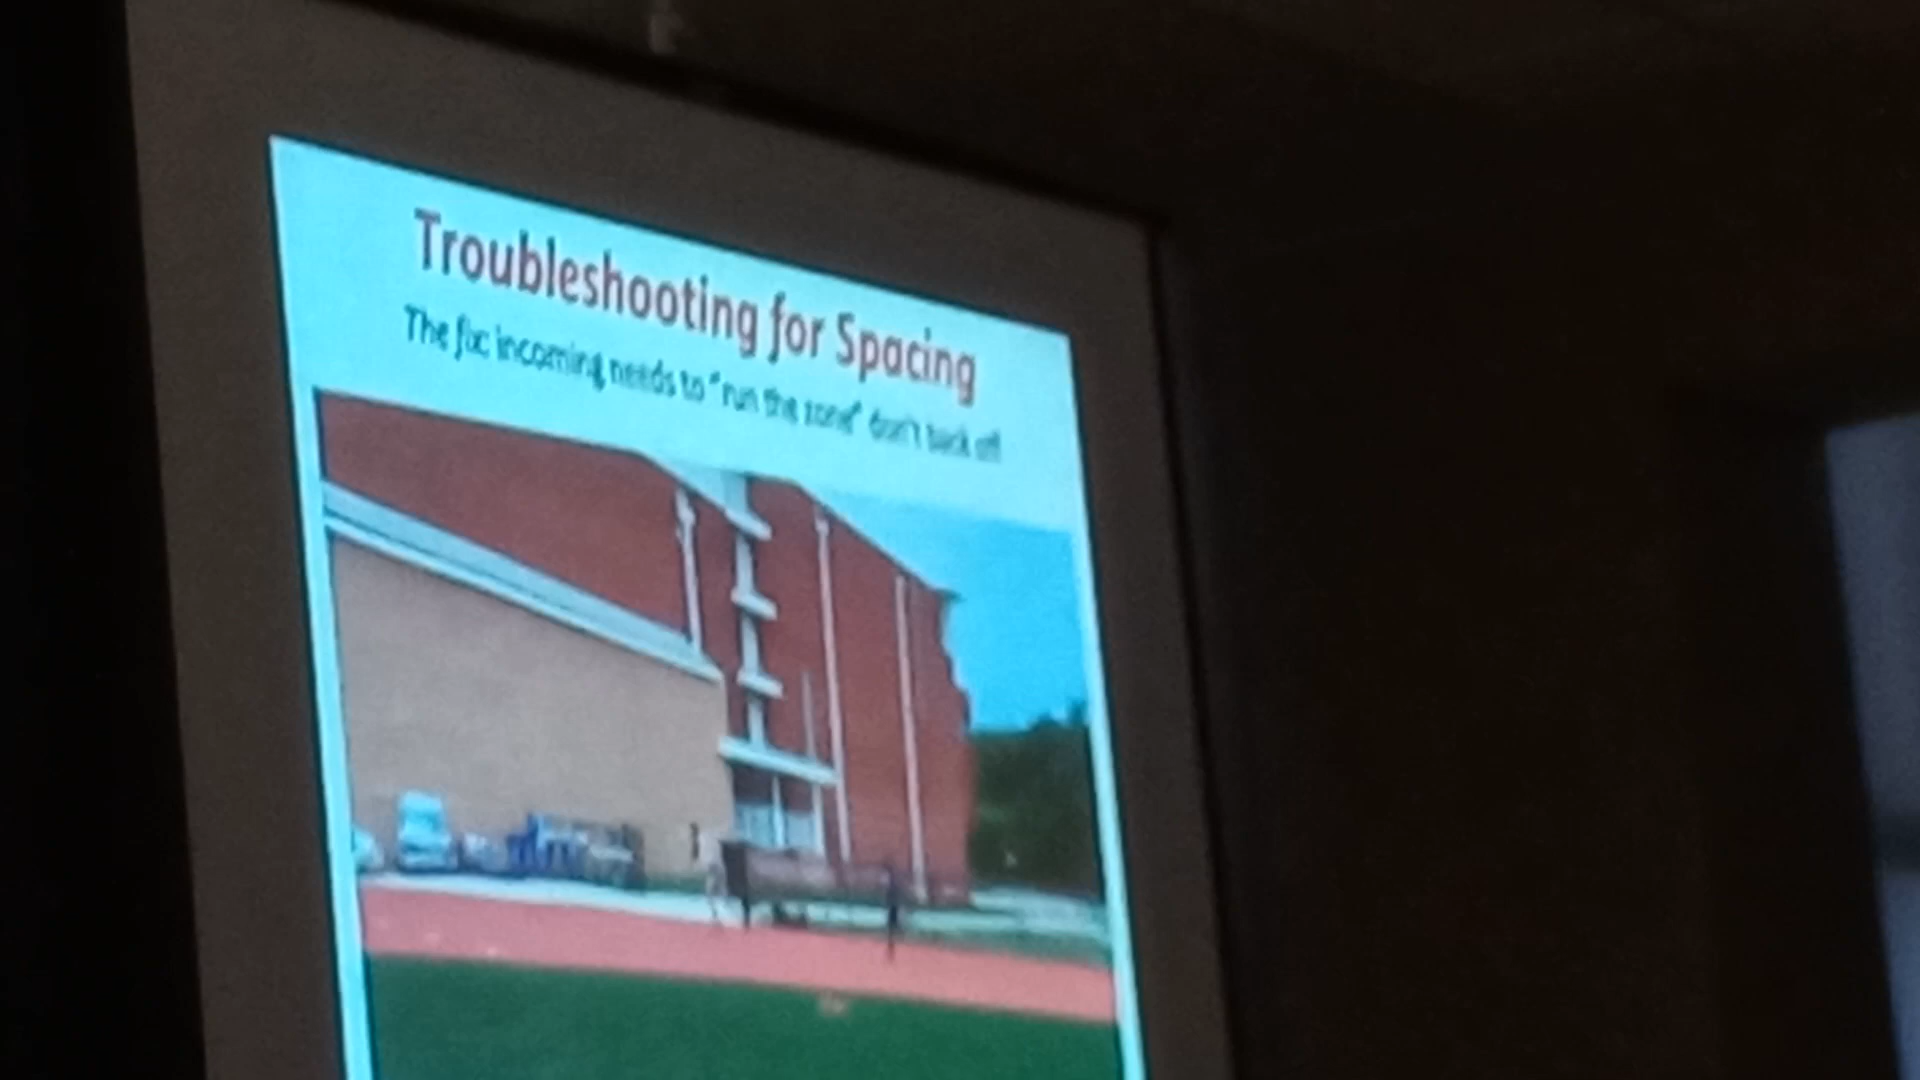 Troubleshooting for Spacing
The fix: incoming needs to "run the zone" don't back off